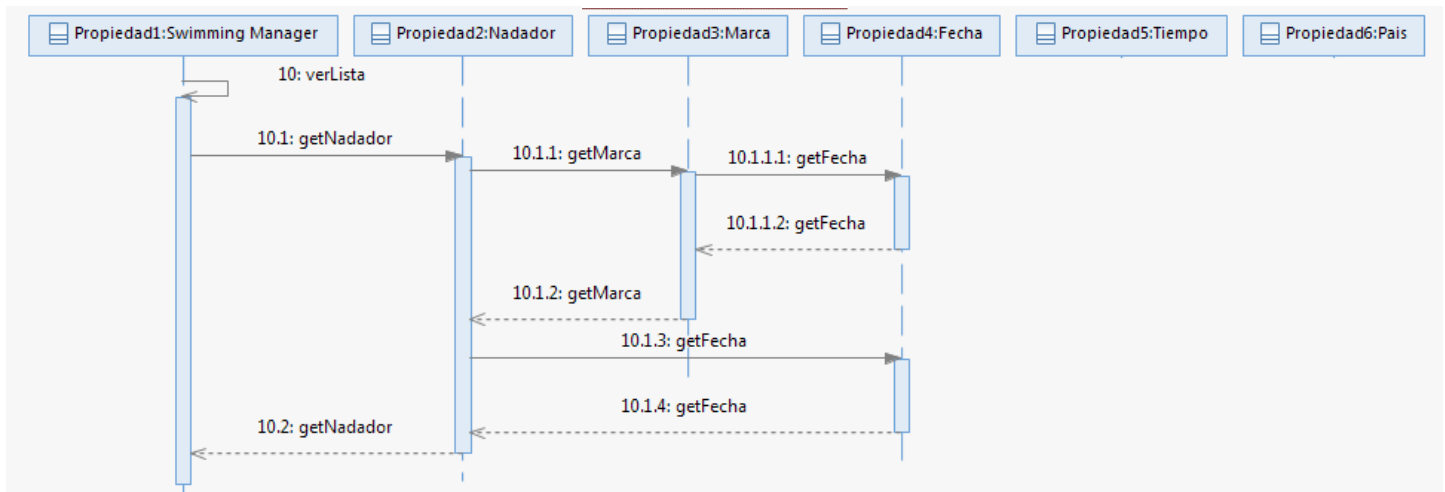 Propiedad1:Swimming Manager
Propiedad2:Nadador
Propiedad3:Marca
Propiedad4:Fecha
Propiedad5:Tiempo
Propiedad6:Pais
10: verLista
10.1: getNadador
10.1.1: getMarca
10.1.1.1: getFecha
10.1.1.2: getFecha
10.1.2: getMarca
10.1.3: getFecha
10.1.4: getFecha
10.2: getNadador